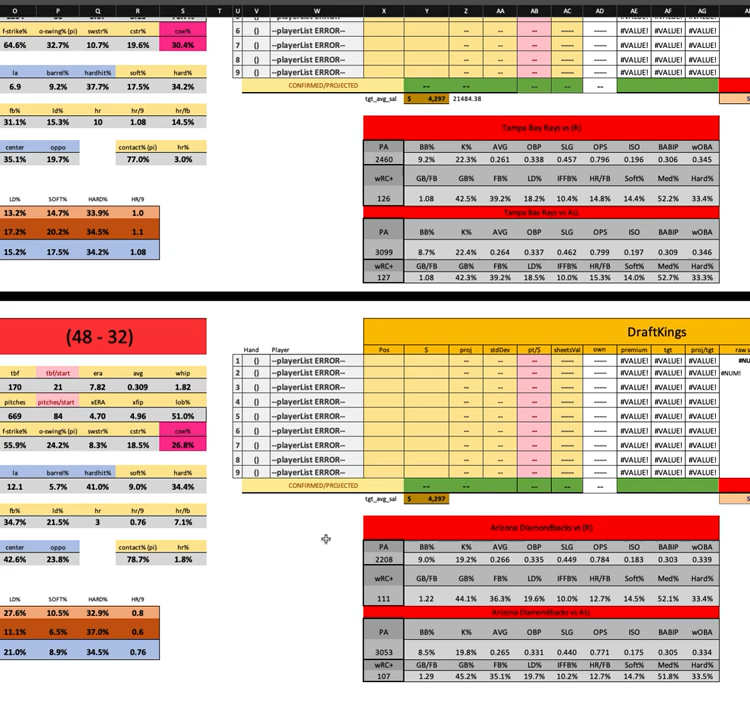 O P Q R S T U V W X Y Z AA AB AC AD AE AF AG
f-strike% o-swing% (pi) swstr% cstr% csw% 6 () --playerList ERROR-- -- -- -- ----- ----- #VALUE! #VALUE! #VALUE!
64.6% 32.7% 10.7% 19.6% 30.4% 7 () --playerList ERROR-- -- -- -- ----- ----- #VALUE! #VALUE! #VALUE!
8 () --playerList ERROR-- -- -- -- ----- ----- #VALUE! #VALUE! #VALUE!
la barrel% hardhit% soft% hard% 9 () --playerList ERROR-- -- -- -- ----- ----- #VALUE! #VALUE! #VALUE!
6.9 9.2% 37.7% 17.5% 34.2% CONFIRMED/PROJECTED -- -- -- -- --
tgt_avg_sal $ 4,297 21484.38
fb% ld% hr hr/9 hr/fb
31.1% 15.3% 10 1.08 14.5%
Tampa Bay Rays vs (R)
center oppo contact% (pi) hr%
35.1% 19.7% 77.0% 3.0%
PA BB% K% AVG OBP SLG OPS ISO BABIP wOBA
2460 9.2% 22.3% 0.261 0.338 0.457 0.796 0.196 0.306 0.345
wRC+ GB/FB GB% FB% LD% IFFB% HR/FB Soft% Med% Hard%
126 1.08 42.5% 39.2% 18.2% 10.4% 14.8% 14.4% 52.2% 33.4%
LD% SOFT% HARD% HR/9
13.2% 14.7% 33.9% 1.0
Tampa Bay Rays vs ALL
17.2% 20.2% 34.5% 1.1
PA BB% K% AVG OBP SLG OPS ISO BABIP wOBA
15.2% 17.5% 34.2% 1.08
3099 8.7% 22.4% 0.264 0.337 0.462 0.799 0.197 0.309 0.346
wRC+ GB/FB GB% FB% LD% IFFB% HR/FB Soft% Med% Hard%
127 1.08 42.3% 39.2% 18.5% 10.0% 15.3% 14.0% 52.7% 33.3%
(48 - 32) DraftKings
Hand Player Pos $ proj stdDev pt/$ sheetsVal own premium tgt proj/tgt raw
1 () --playerList ERROR-- -- -- -- ----- ----- #VALUE! #VALUE! #VALUE!
tbf tbf/start era avg whip 2 () --playerList ERROR-- -- -- -- ----- ----- #VALUE! #VALUE! #VALUE! #NUM!
170 21 7.82 0.309 1.82 3 () --playerList ERROR-- -- -- -- ----- ----- #VALUE! #VALUE! #VALUE!
pitches pitches/start xERA xfip lob% 4 () --playerList ERROR-- -- -- -- ----- ----- #VALUE! #VALUE! #VALUE!
669 84 4.70 4.96 51.0% 5 () --playerList ERROR-- -- -- -- ----- ----- #VALUE! #VALUE! #VALUE!
f-strike% o-swing% (pi) swstr% cstr% csw% 6 () --playerList ERROR-- -- -- -- ----- ----- #VALUE! #VALUE! #VALUE!
55.9% 24.2% 8.3% 18.5% 26.8% 7 () --playerList ERROR-- -- -- -- ----- ----- #VALUE! #VALUE! #VALUE!
8 () --playerList ERROR-- -- -- -- ----- ----- #VALUE! #VALUE! #VALUE!
la barrel% hardhit% soft% hard% 9 () --playerList ERROR-- -- -- -- ----- ----- #VALUE! #VALUE! #VALUE!
12.1 5.7% 41.0% 9.0% 34.4% CONFIRMED/PROJECTED -- -- -- -- --
tgt_avg_sal $ 4,297
fb% ld% hr hr/9 hr/fb
34.7% 21.5% 3 0.76 7.1%
Arizona Diamondbacks vs (R)
center oppo contact% (pi) hr%
42.6% 23.8% 78.7% 1.8%
PA BB% K% AVG OBP SLG OPS ISO BABIP wOBA
2208 9.0% 19.2% 0.266 0.335 0.449 0.784 0.183 0.303 0.339
wRC+ GB/FB GB% FB% LD% IFFB% HR/FB Soft% Med% Hard%
111 1.22 44.1% 36.3% 19.6% 10.0% 12.7% 14.5% 52.1% 33.4%
LD% SOFT% HARD% HR/9
27.6% 10.5% 32.9% 0.8
Arizona Diamondbacks vs ALL
11.1% 6.5% 37.0% 0.6
PA BB% K% AVG OBP SLG OPS ISO BABIP wOBA
21.0% 8.9% 34.5% 0.76
3053 8.5% 19.8% 0.265 0.331 0.440 0.771 0.175 0.305 0.334
wRC+ GB/FB GB% FB% LD% IFFB% HR/FB Soft% Med% Hard%
107 1.29 45.2% 35.1% 19.7% 10.2% 12.7% 14.7% 51.8% 33.5%